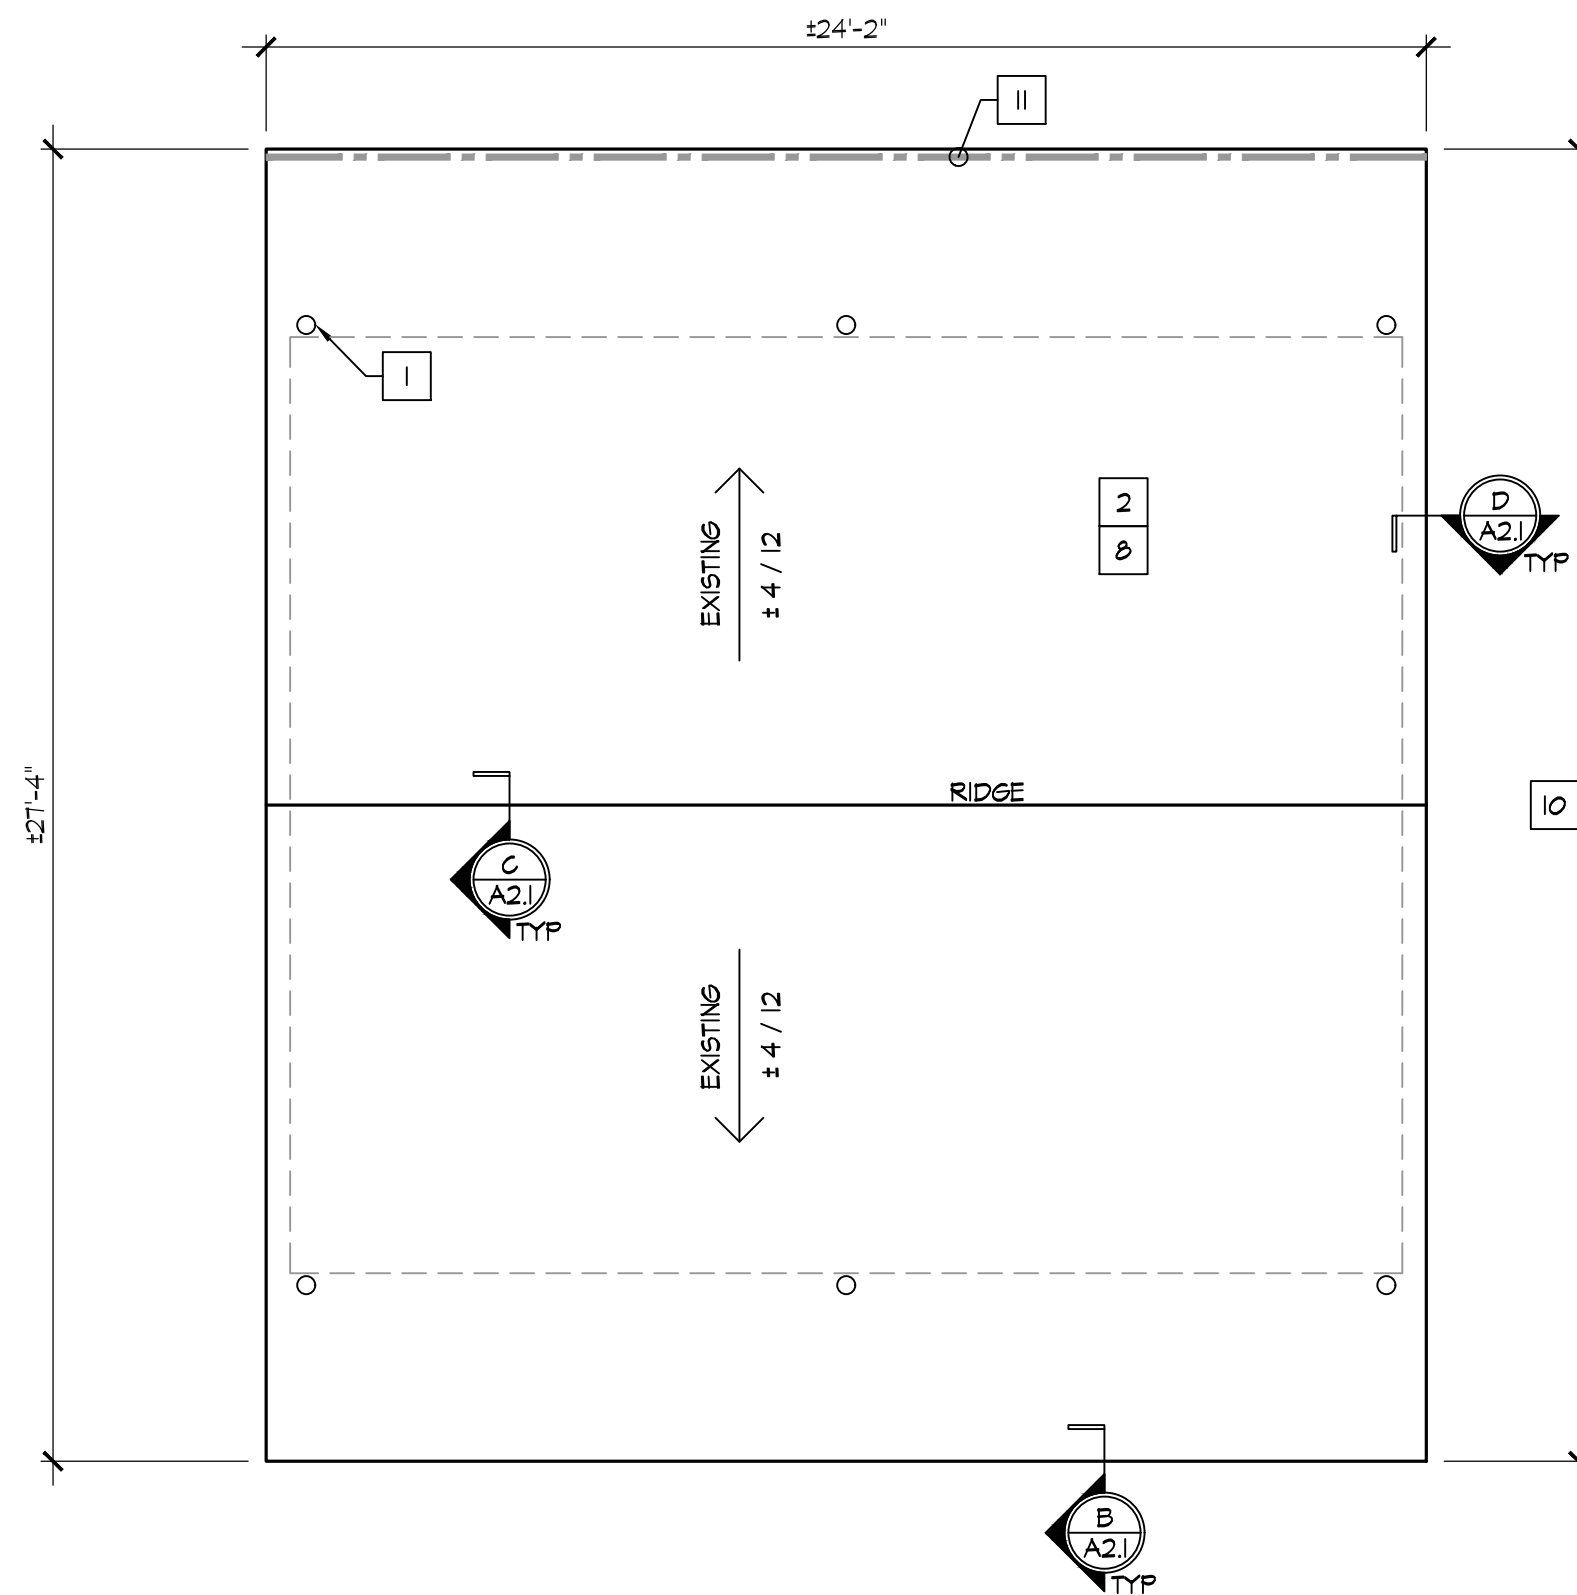 ±24'-2"
11
1
EXISTING
± 4 / 12
2
8
D
A2.1
TYP
±27'-4"
RIDGE
10
C
A2.1
TYP
EXISTING
± 4 / 12
B
A2.1
TYP